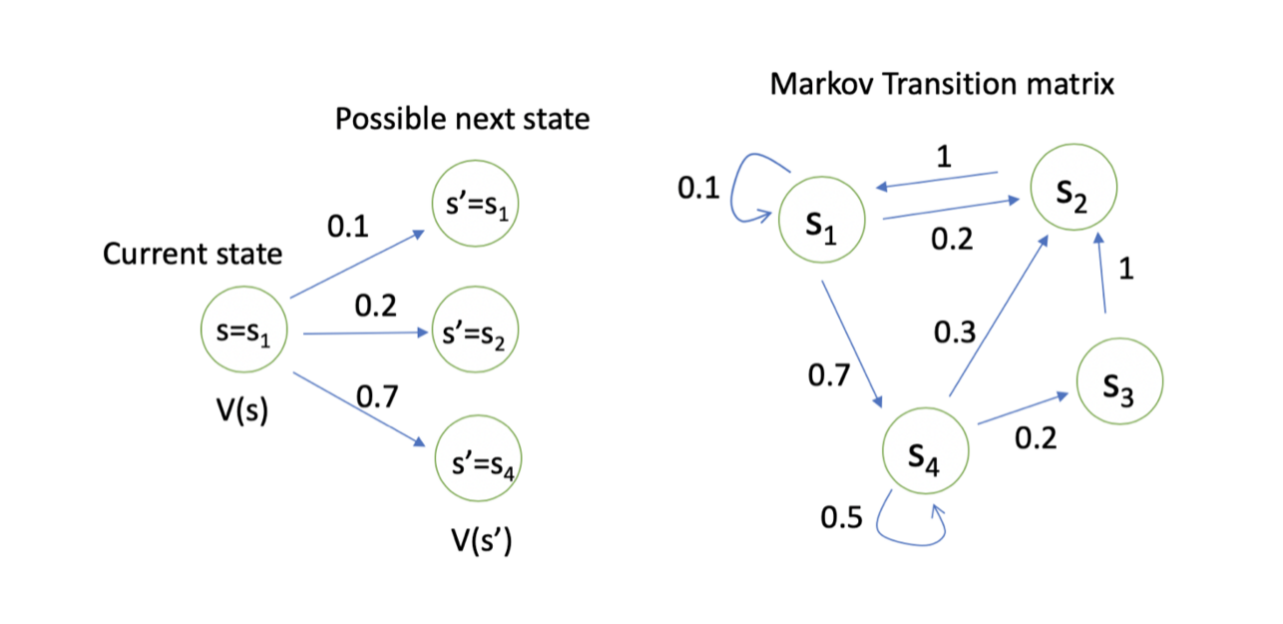 Markov Transition matrix
Possible next state
Current state
s=s₁
V(s)
0.1
0.2
0.7
s′=s₁
s′=s₂
s′=s₄
V(s′)
0.1
S₁
1
0.2
S₂
0.7
0.3
1
S₃
S₄
0.2
0.5